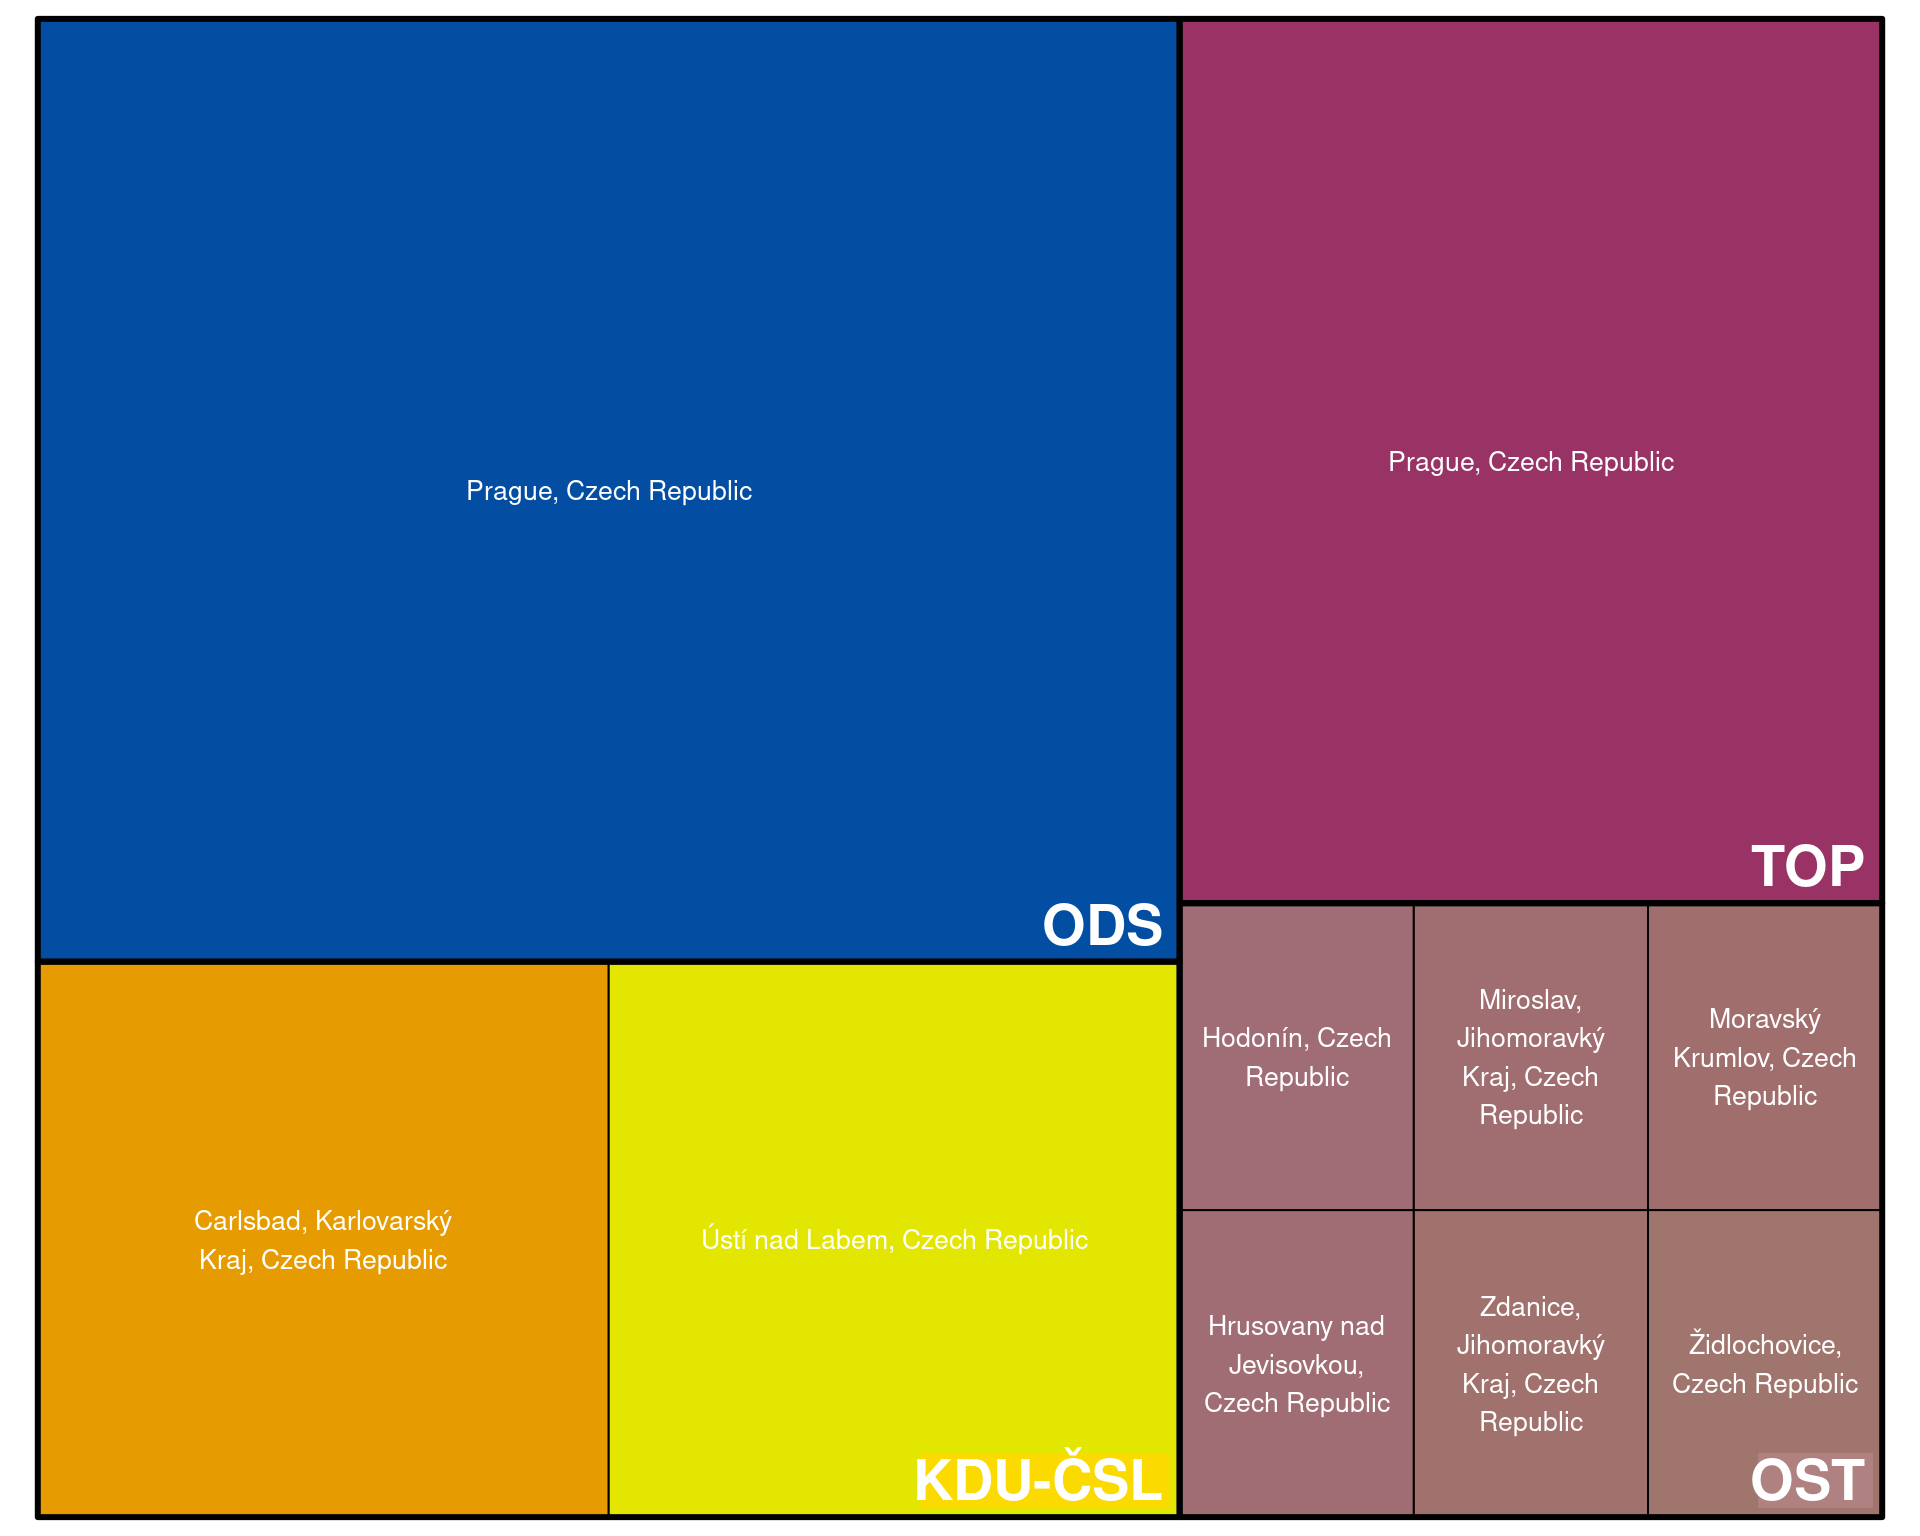 Prague, Czech Republic
ODS
Prague, Czech Republic
TOP
Carlsbad, Karlovarský
Kraj, Czech Republic
Ústí nad Labem, Czech Republic
KDU-ČSL
Hodonín, Czech
Republic
Miroslav,
Jihomoravký
Kraj, Czech
Republic
Moravský
Krumlov, Czech
Republic
Hrusovany nad
Jevisovkou,
Czech Republic
Zdanice,
Jihomoravký
Kraj, Czech
Republic
Židlochovice,
Czech Republic
OST